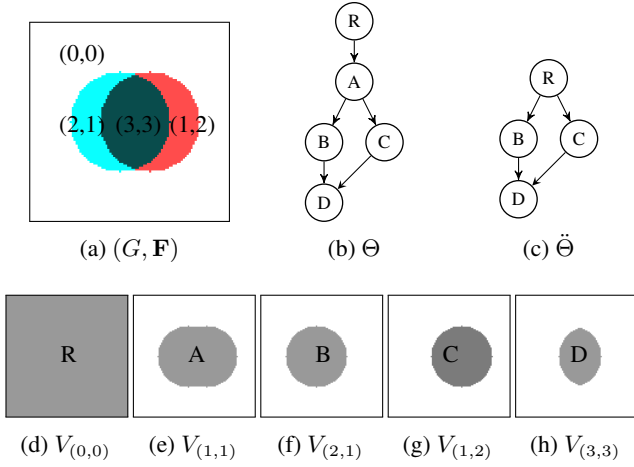 (0,0)
(2,1) (3,3) (1,2)
(a) (G, F)
R
A
B
C
D
(b) Θ
R
B
C
D
(c) Θ̈
R
A
B
C
D
(d) V(0,0)
(e) V(1,1)
(f) V(2,1)
(g) V(1,2)
(h) V(3,3)